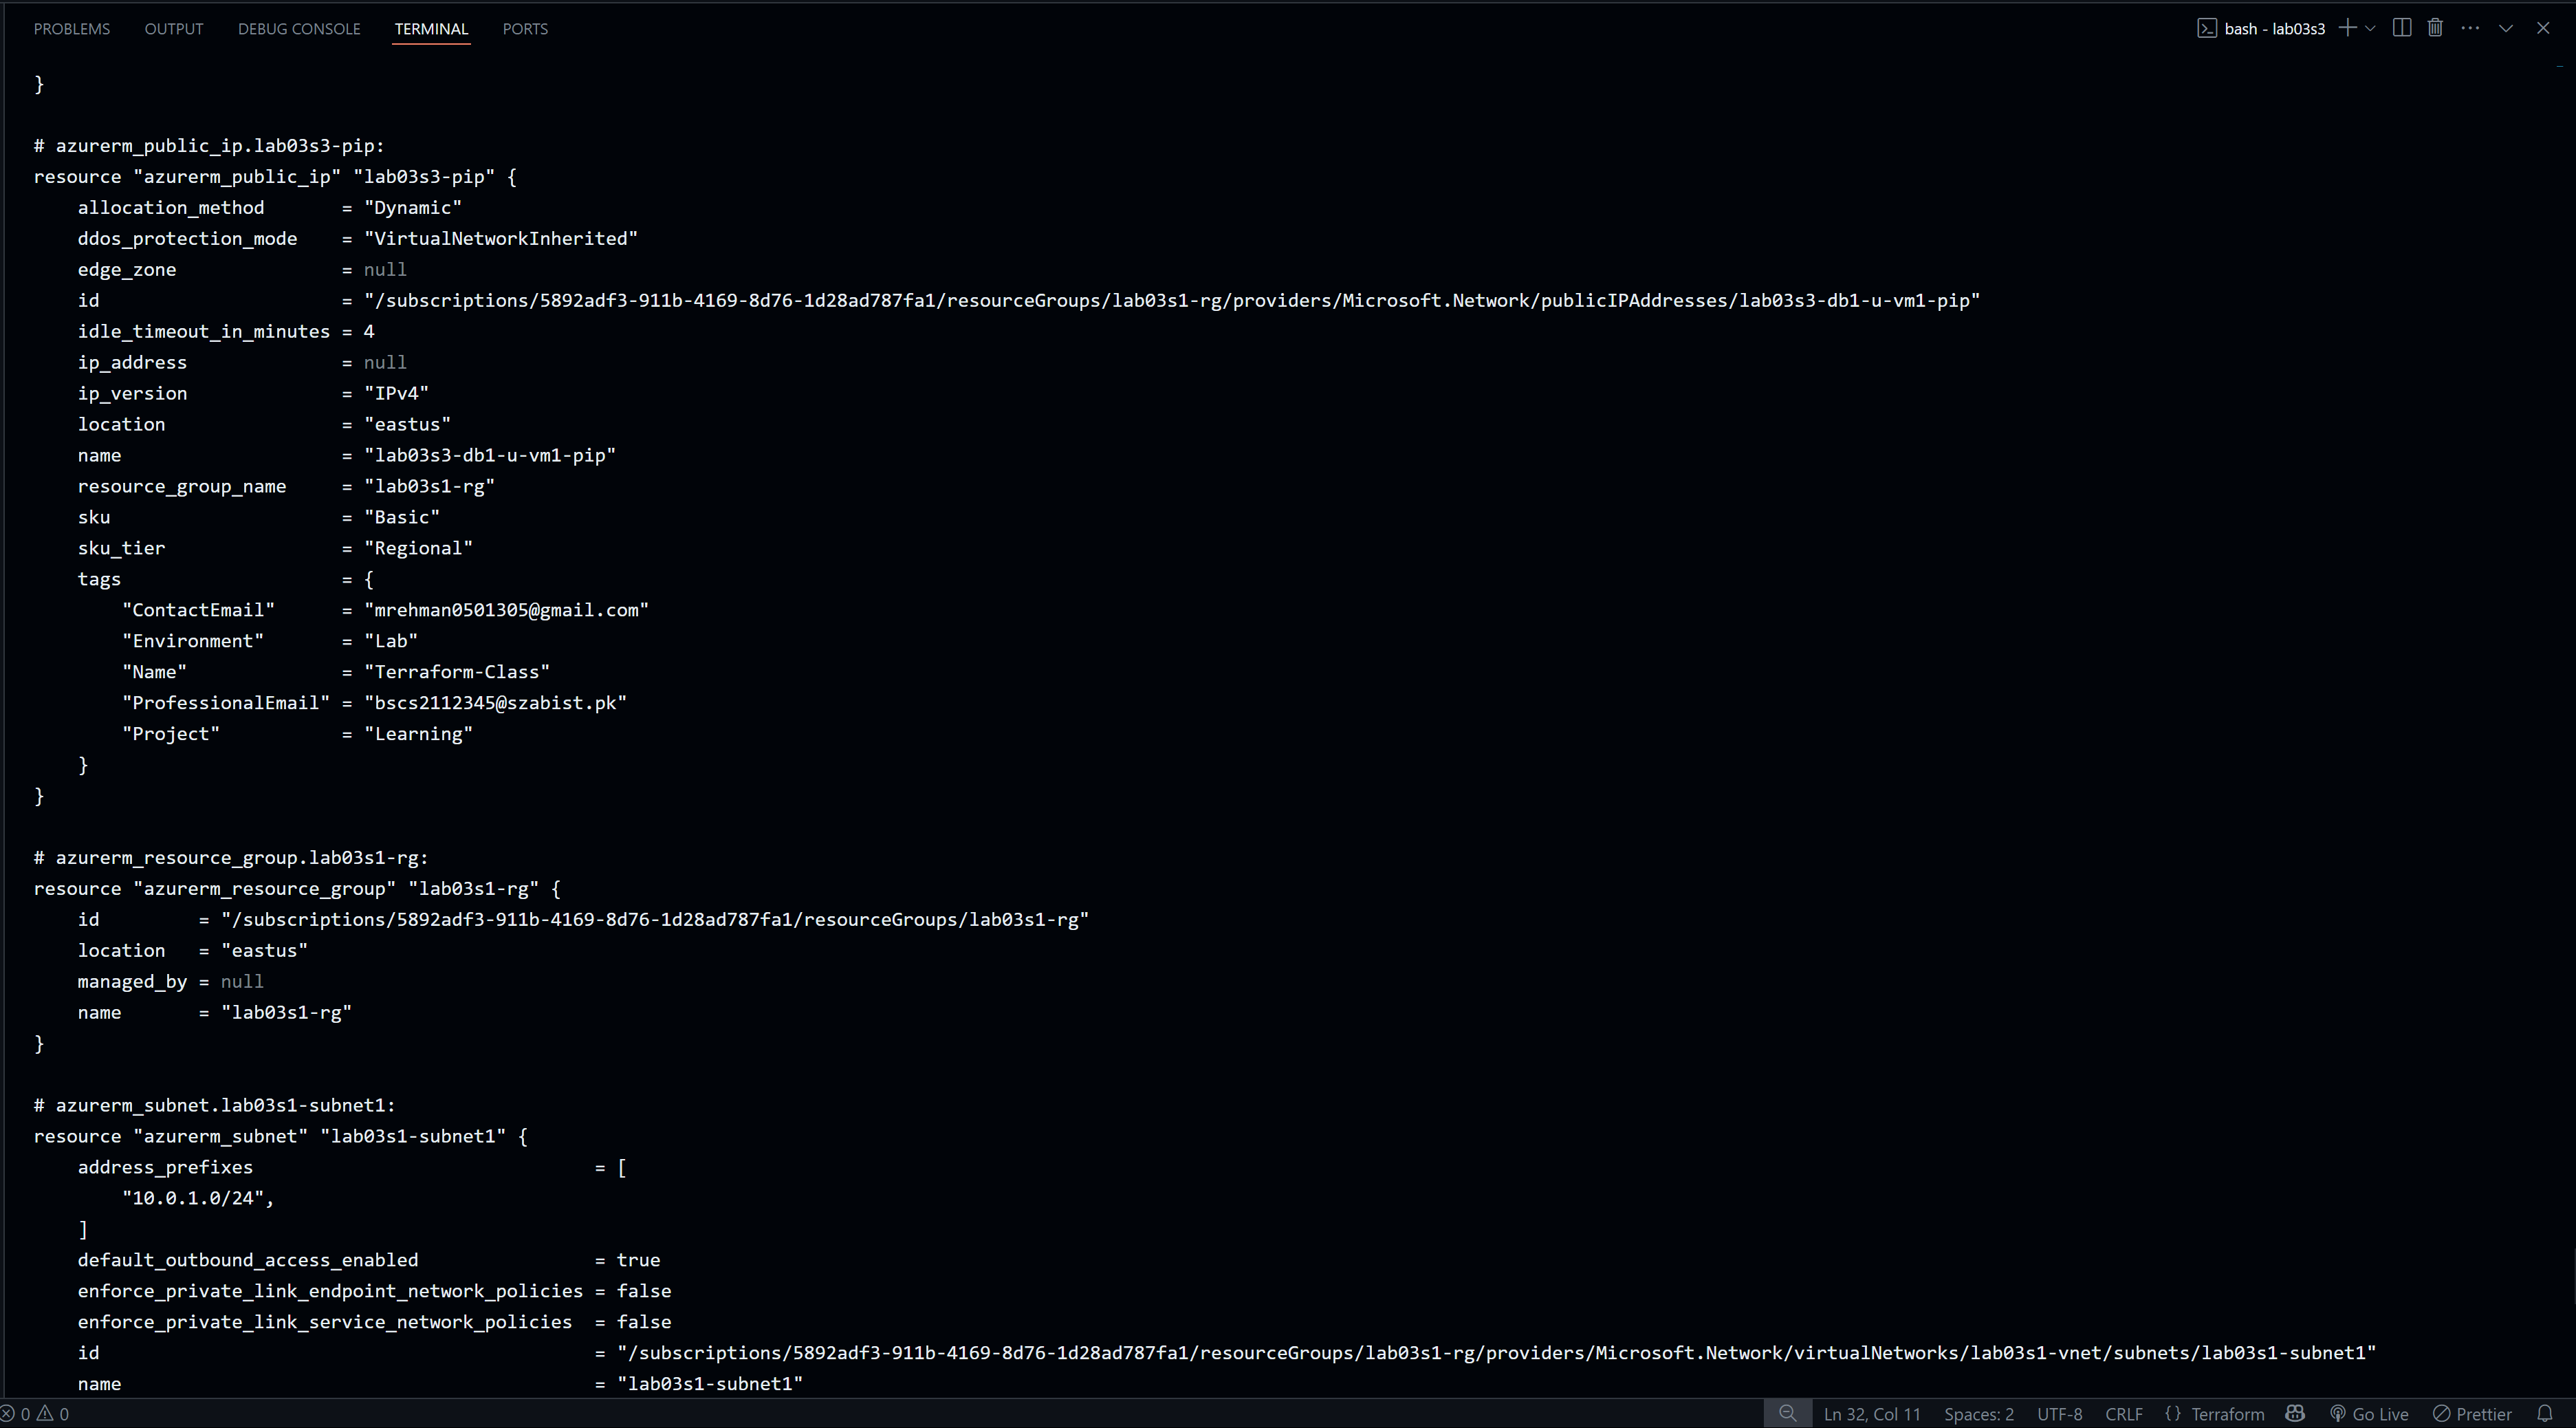 PROBLEMS OUTPUT DEBUG CONSOLE TERMINAL PORTS bash - lab03s3
}
# azurerm_public_ip.lab03s3-pip:
resource "azurerm_public_ip" "lab03s3-pip" {
    allocation_method       = "Dynamic"
    ddos_protection_mode    = "VirtualNetworkInherited"
    edge_zone               = null
    id                      = "/subscriptions/5892adf3-911b-4169-8d76-1d28ad787fa1/resourceGroups/lab03s1-rg/providers/Microsoft.Network/publicIPAddresses/lab03s3-db1-u-vm1-pip"
    idle_timeout_in_minutes = 4
    ip_address              = null
    ip_version              = "IPv4"
    location                = "eastus"
    name                    = "lab03s3-db1-u-vm1-pip"
    resource_group_name     = "lab03s1-rg"
    sku                     = "Basic"
    sku_tier                = "Regional"
    tags                    = {
        "ContactEmail"      = "mrehman0501305@gmail.com"
        "Environment"       = "Lab"
        "Name"              = "Terraform-Class"
        "ProfessionalEmail" = "bscs2112345@szabist.pk"
        "Project"           = "Learning"
    }
}
# azurerm_resource_group.lab03s1-rg:
resource "azurerm_resource_group" "lab03s1-rg" {
    id         = "/subscriptions/5892adf3-911b-4169-8d76-1d28ad787fa1/resourceGroups/lab03s1-rg"
    location   = "eastus"
    managed_by = null
    name       = "lab03s1-rg"
}
# azurerm_subnet.lab03s1-subnet1:
resource "azurerm_subnet" "lab03s1-subnet1" {
    address_prefixes                               = [
        "10.0.1.0/24",
    ]
    default_outbound_access_enabled                = true
    enforce_private_link_endpoint_network_policies = false
    enforce_private_link_service_network_policies  = false
    id                                             = "/subscriptions/5892adf3-911b-4169-8d76-1d28ad787fa1/resourceGroups/lab03s1-rg/providers/Microsoft.Network/virtualNetworks/lab03s1-vnet/subnets/lab03s1-subnet1"
    name                                           = "lab03s1-subnet1"
0 0 Ln 32, Col 11 Spaces: 2 UTF-8 CRLF {} Terraform Go Live Prettier